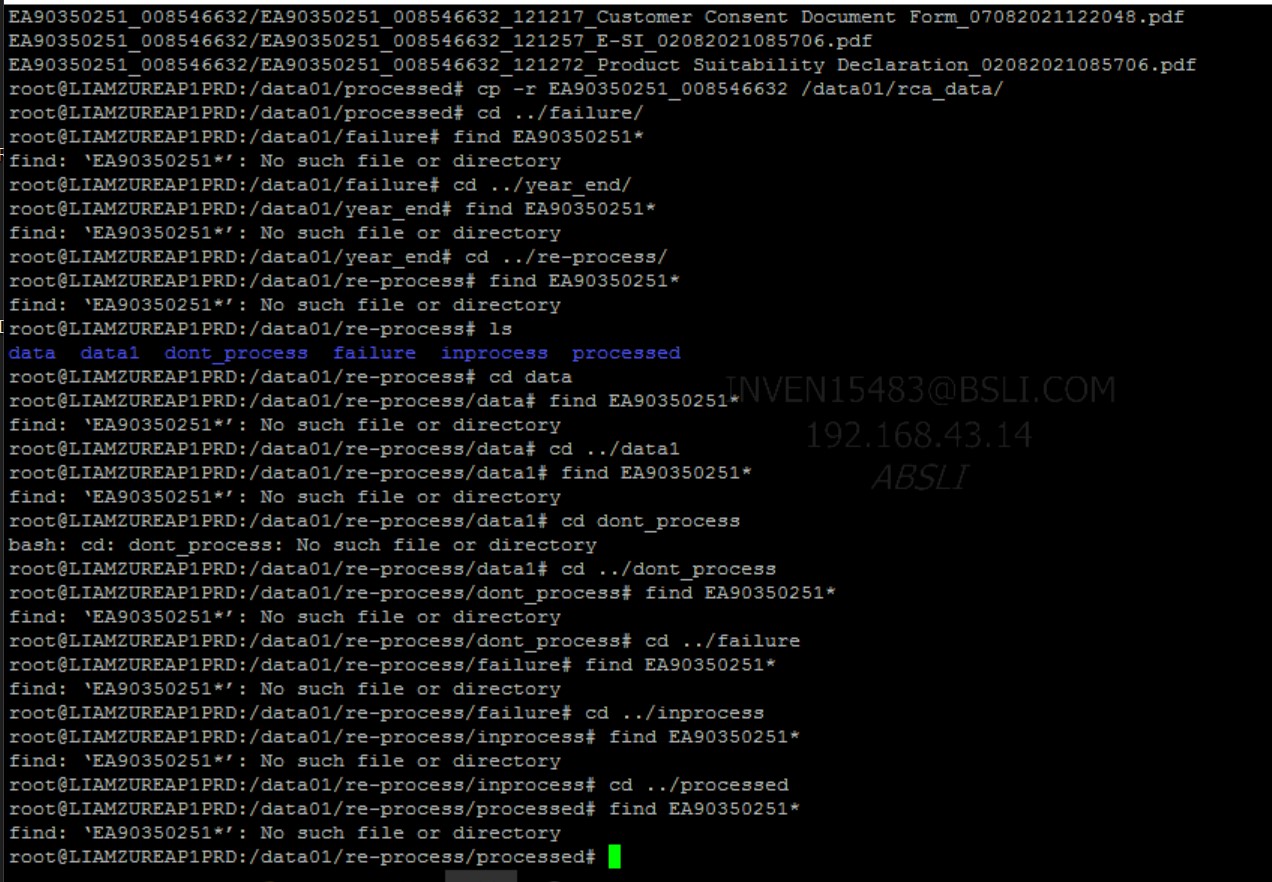 EA90350251_008546632/EA90350251_008546632_121217_Customer Consent Document Form_07082021122048.pdf
EA90350251_008546632/EA90350251_008546632_121257_E-SI_02082021085706.pdf
EA90350251_008546632/EA90350251_008546632_121272_Product Suitability Declaration_02082021085706.pdf
root@LIAMZUREAP1PRD:/data01/processed# cp -r EA90350251_008546632 /data01/rca_data/
root@LIAMZUREAP1PRD:/data01/processed# cd ../failure/
root@LIAMZUREAP1PRD:/data01/failure# find EA90350251*
find: ‘EA90350251*’: No such file or directory
root@LIAMZUREAP1PRD:/data01/failure# cd ../year_end/
root@LIAMZUREAP1PRD:/data01/year_end# find EA90350251*
find: ‘EA90350251*’: No such file or directory
root@LIAMZUREAP1PRD:/data01/year_end# cd ../re-process/
root@LIAMZUREAP1PRD:/data01/re-process# find EA90350251*
find: ‘EA90350251*’: No such file or directory
root@LIAMZUREAP1PRD:/data01/re-process# ls
data data1 dont_process failure inprocess processed
root@LIAMZUREAP1PRD:/data01/re-process# cd data
root@LIAMZUREAP1PRD:/data01/re-process/data# find EA90350251*
find: ‘EA90350251*’: No such file or directory
root@LIAMZUREAP1PRD:/data01/re-process/data# cd ../data1
root@LIAMZUREAP1PRD:/data01/re-process/data1# find EA90350251*
find: ‘EA90350251*’: No such file or directory
root@LIAMZUREAP1PRD:/data01/re-process/data1# cd dont_process
bash: cd: dont_process: No such file or directory
root@LIAMZUREAP1PRD:/data01/re-process/data1# cd ../dont_process
root@LIAMZUREAP1PRD:/data01/re-process/dont_process# find EA90350251*
find: ‘EA90350251*’: No such file or directory
root@LIAMZUREAP1PRD:/data01/re-process/dont_process# cd ../failure
root@LIAMZUREAP1PRD:/data01/re-process/failure# find EA90350251*
find: ‘EA90350251*’: No such file or directory
root@LIAMZUREAP1PRD:/data01/re-process/failure# cd ../inprocess
root@LIAMZUREAP1PRD:/data01/re-process/inprocess# find EA90350251*
find: ‘EA90350251*’: No such file or directory
root@LIAMZUREAP1PRD:/data01/re-process/inprocess# cd ../processed
root@LIAMZUREAP1PRD:/data01/re-process/processed# find EA90350251*
find: ‘EA90350251*’: No such file or directory
root@LIAMZUREAP1PRD:/data01/re-process/processed#
INVEN15483@BSLI.COM
192.168.43.14
ABSLI